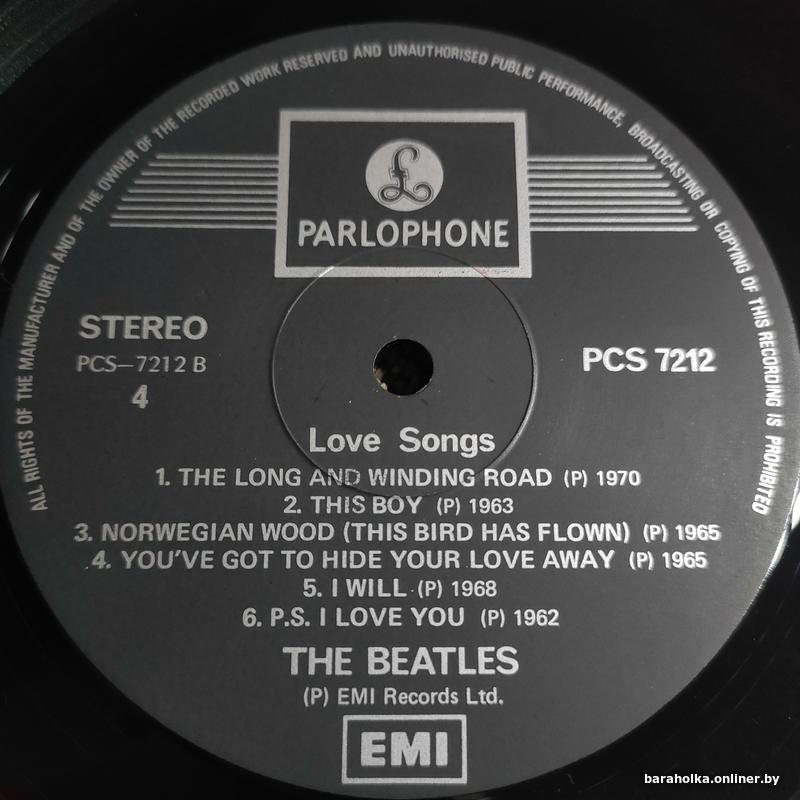 ALL RIGHTS OF THE MANUFACTURER AND OF THE OWNER OF THE RECORDED WORK RESERVED AND UNAUTHORISED PUBLIC PERFORMANCE, BROADCASTING OR COPYING OF THIS RECORDING IS PROHIBITED
£
PARLOPHONE
STEREO
PCS-7212 B
4
PCS 7212
Love Songs
1. THE LONG AND WINDING ROAD (P) 1970
2. THIS BOY (P) 1963
3. NORWEGIAN WOOD (THIS BIRD HAS FLOWN) (P) 1965
4. YOU'VE GOT TO HIDE YOUR LOVE AWAY (P) 1965
5. I WILL (P) 1968
6. P.S. I LOVE YOU (P) 1962
THE BEATLES
(P) EMI Records Ltd.
EMI
baraholka.onliner.by